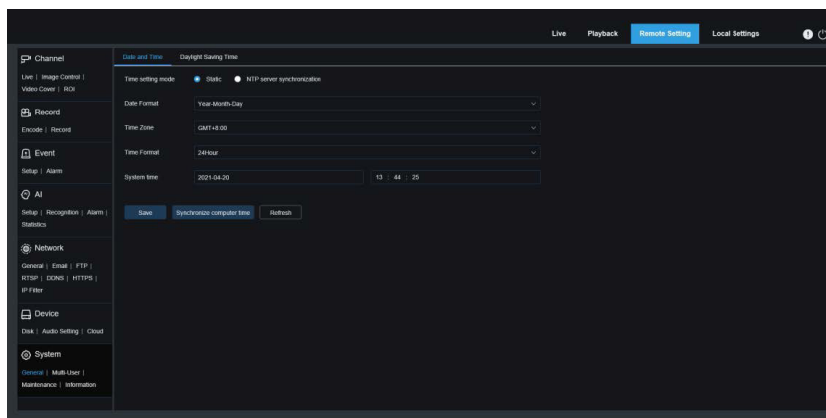 Live Playback Remote Setting Local Settings
Channel
Live | Image Control |
Video Cover | ROI
Record
Encode | Record
Event
Setup | Alarm
AI
Setup | Recognition | Alarm |
Statistics
Network
General | Email | FTP |
RTSP | DDNS | HTTPS |
IP Filter
Device
Disk | Audio Setting | Cloud
System
General | Multi-User |
Maintenance | Information
Date and Time Daylight Saving Time
Time setting mode Static NTP server synchronization
Date Format Year-Month-Day
Time Zone GMT+8:00
Time Format 24Hour
System time 2021-04-20 13 : 44 : 25
Save Synchronize computer time Refresh